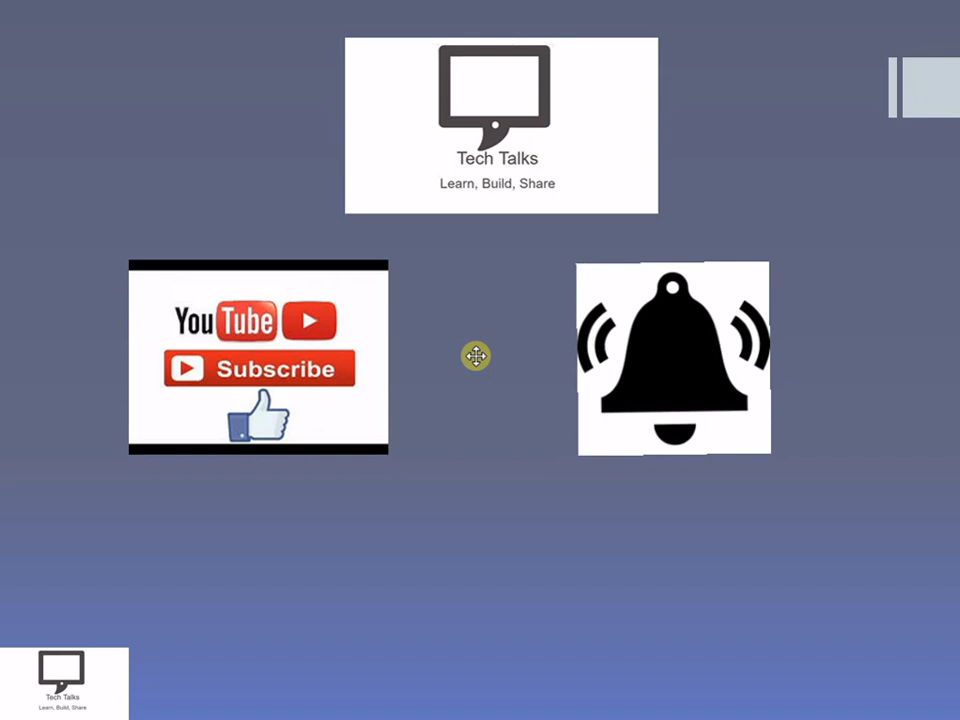 Tech Talks
Learn, Build, Share
YouTube
Subscribe
Tech Talks
Learn, Build, Share